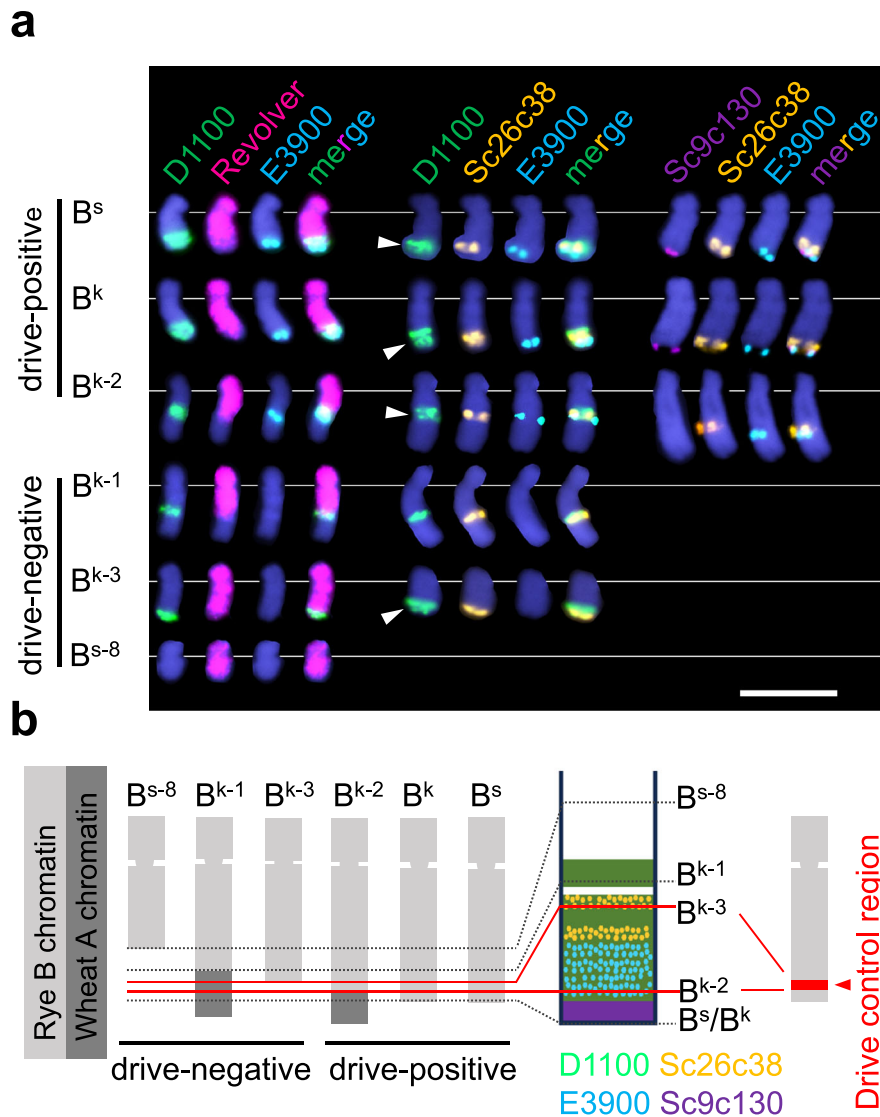 a
D1100 Revolver E3900 merge D1100 Sc26c38 E3900 merge Sc9c130 Sc26c38 E3900 merge
drive-positive
Bs
Bk
Bk-2
drive-negative
Bk-1
Bk-3
Bs-8
b
Rye B chromatin
Wheat A chromatin
Bs-8 Bk-1 Bk-3 Bk-2 Bk Bs
drive-negative drive-positive
Bs-8
Bk-1
Bk-3
Bk-2
Bs/Bk
D1100 Sc26c38
E3900 Sc9c130
Drive control region